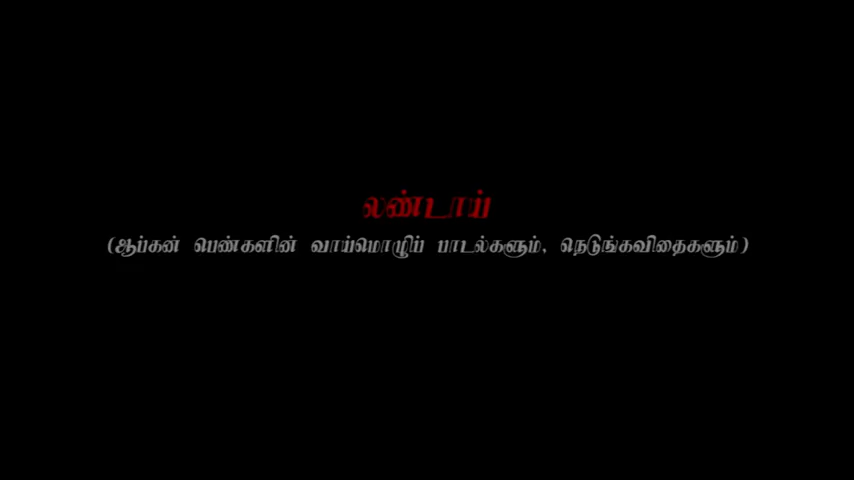 லண்டாய்
(ஆப்கன் பெண்களின் வாய்மொழிப் பாடல்களும், நெடுங்கவிதைகளும்)